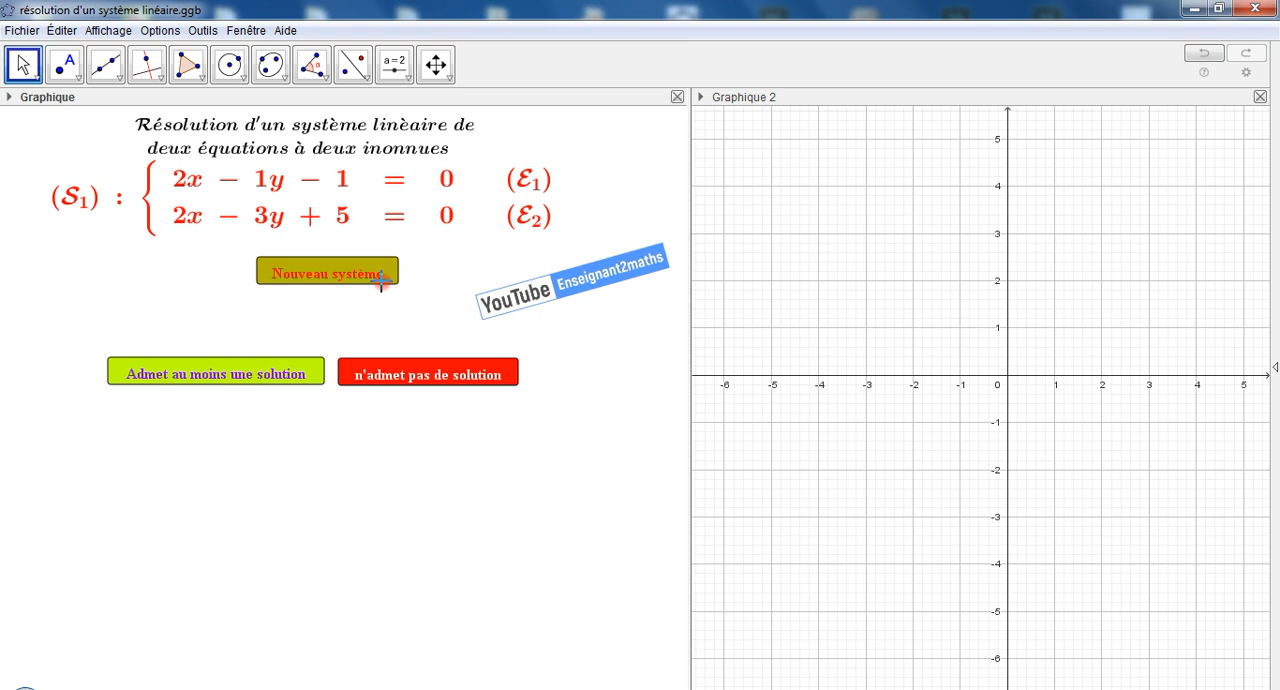 résolution d'un système linéaire.ggb
Fichier Éditer Affichage Options Outils Fenêtre Aide
A
α
a=2
Graphique
Graphique 2
Résolution d'un système linèaire de
deux équations à deux inonnues
(S₁) : { 2x − 1y − 1 = 0 (E₁)
2x − 3y + 5 = 0 (E₂)
Nouveau système
YouTube Enseignant2maths
Admet au moins une solution
n'admet pas de solution
5
4
3
2
1
-6 -5 -4 -3 -2 -1 0 1 2 3 4 5
-1
-2
-3
-4
-5
-6